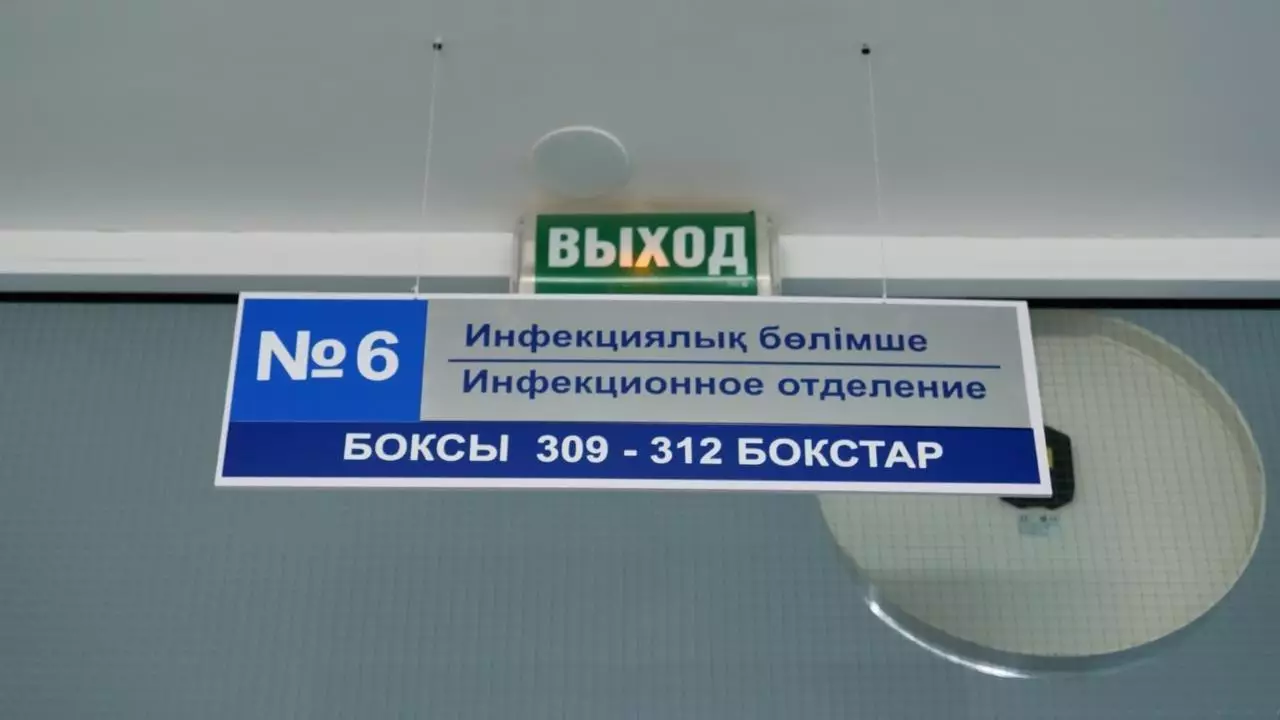 ВЫХОД
№6
Инфекциялық бөлімше
Инфекционное отделение
БОКСЫ 309 - 312 БОКСТАР